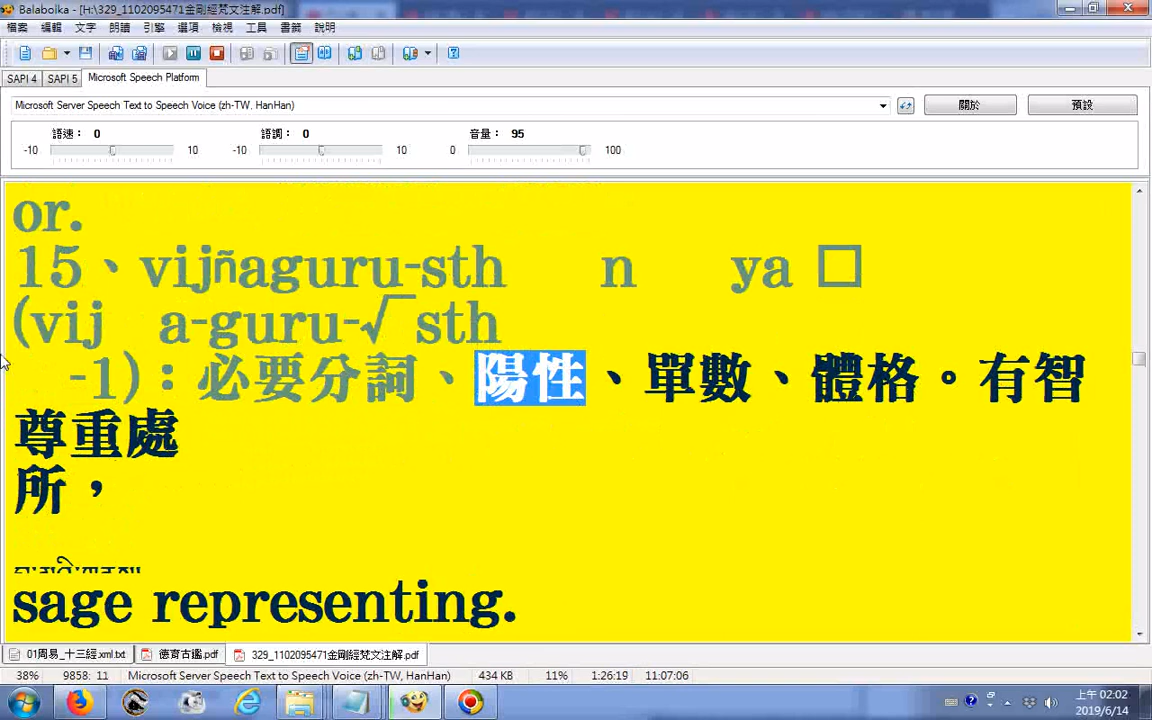 Balabolka - [H:\329_1102095471金剛經梵文注解.pdf]
檔案 編輯 文字 朗讀 引擎 選項 檢視 工具 書籤 說明
SAPI 4 SAPI 5 Microsoft Speech Platform
Microsoft Server Speech Text to Speech Voice (zh-TW, HanHan) 關於 預設
語速： 0 語調： 0 音量： 95
-10 10 -10 10 0 100
or.
15、vijñaguru-sth n ya □
(vij a-guru-√ sth
-1)：必要分詞、陽性、單數、體格。有智
尊重處
所，
sage representing.
01周易_十三經.xml.txt 德育古鑑.pdf 329_1102095471金剛經梵文注解.pdf
38% 9858: 11 Microsoft Server Speech Text to Speech Voice (zh-TW, HanHan) 434 KB 11% 1:26:19 11:07:06
上午 02:02
2019/6/14